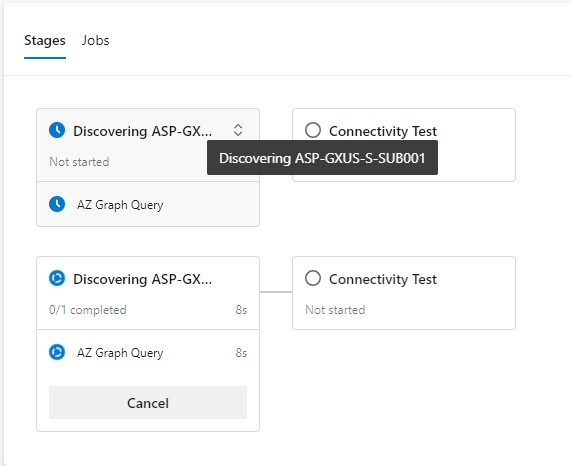 Stages Jobs
Discovering ASP-GX...
Connectivity Test
Not started
Discovering ASP-GXUS-S-SUB001
AZ Graph Query
Discovering ASP-GX...
Connectivity Test
0/1 completed 8s
Not started
AZ Graph Query 8s
Cancel